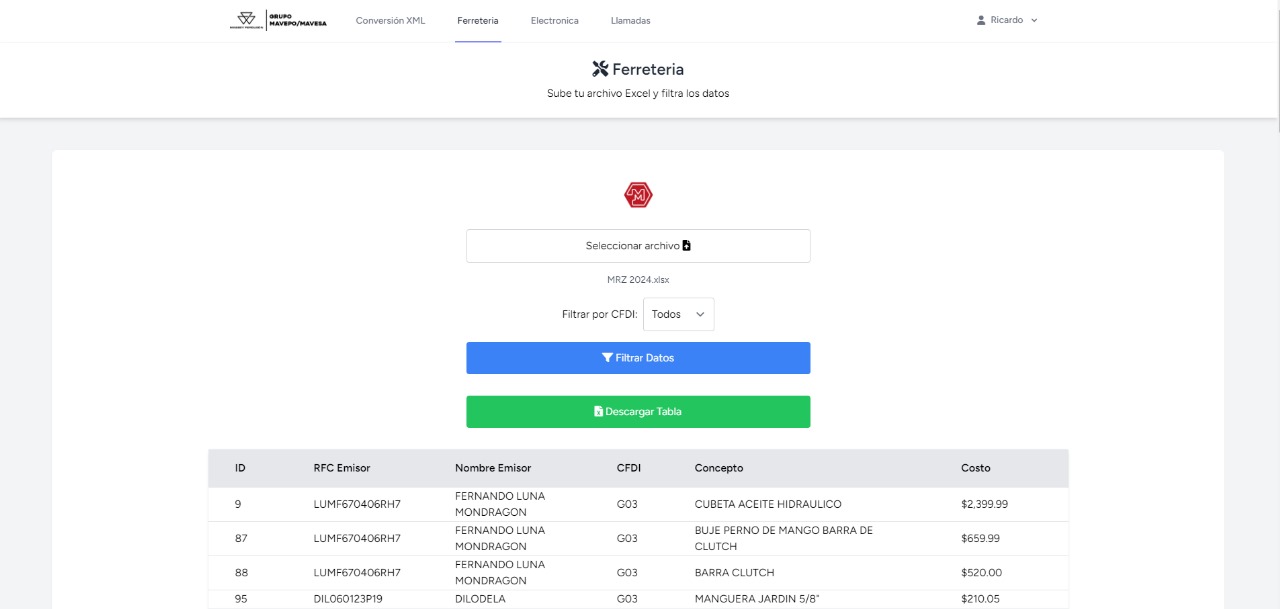 GRUPO
MAVEPO/MAVESA
Conversión XML
Ferreteria
Electronica
Llamadas
Ricardo
Ferreteria
Sube tu archivo Excel y filtra los datos
Seleccionar archivo
MRZ 2024.xlsx
Filtrar por CFDI: Todos
Filtrar Datos
Descargar Tabla
ID RFC Emisor Nombre Emisor CFDI Concepto Costo
9 LUMF670406RH7 FERNANDO LUNA MONDRAGON G03 CUBETA ACEITE HIDRAULICO $2,399.99
87 LUMF670406RH7 FERNANDO LUNA MONDRAGON G03 BUJE PERNO DE MANGO BARRA DE CLUTCH $659.99
88 LUMF670406RH7 FERNANDO LUNA MONDRAGON G03 BARRA CLUTCH $520.00
95 DIL060123P19 DILODELA G03 MANGUERA JARDIN 5/8" $210.05